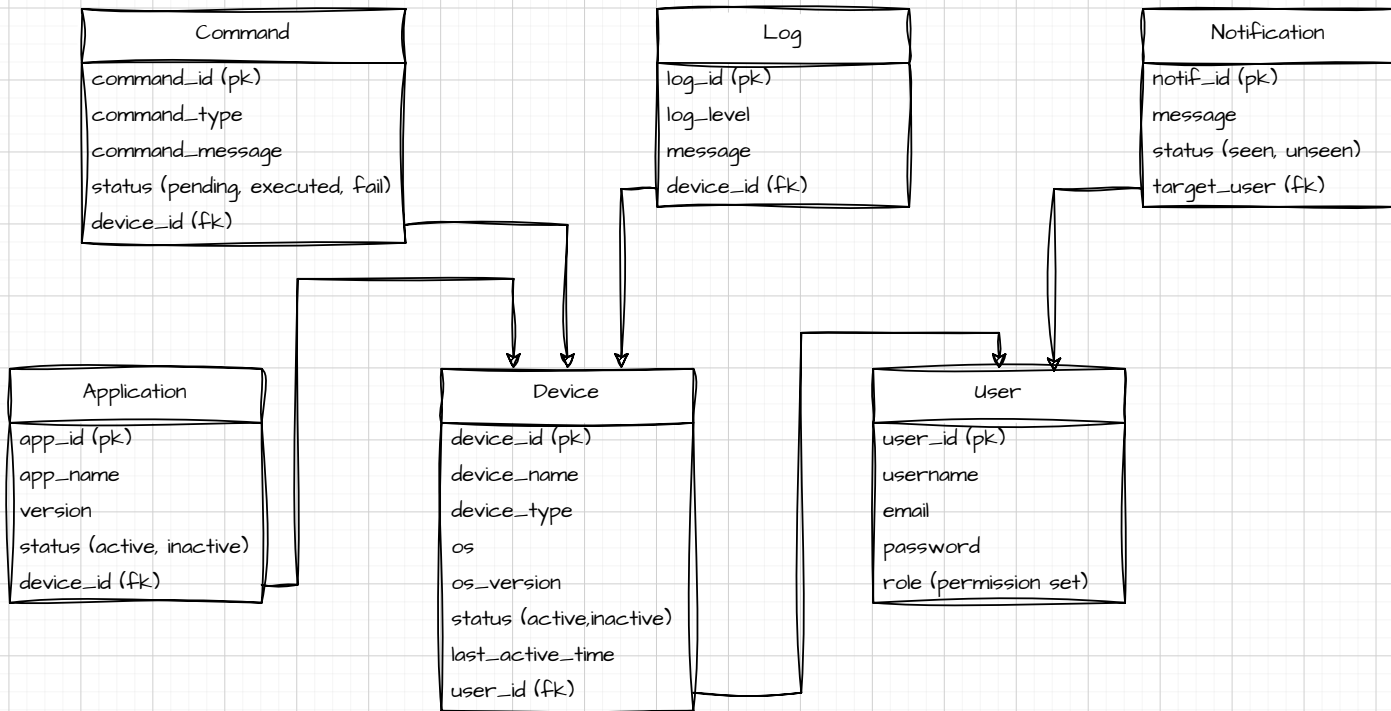 Command
command_id (pk)
command_type
command_message
status (pending, executed, fail)
device_id (fk)
Log
log_id (pk)
log_level
message
device_id (fk)
Notification
notif_id (pk)
message
status (seen, unseen)
target_user (fk)
Application
app_id (pk)
app_name
version
status (active, inactive)
device_id (fk)
Device
device_id (pk)
device_name
device_type
os
os_version
status (active,inactive)
last_active_time
user_id (fk)
User
user_id (pk)
username
email
password
role (permission set)